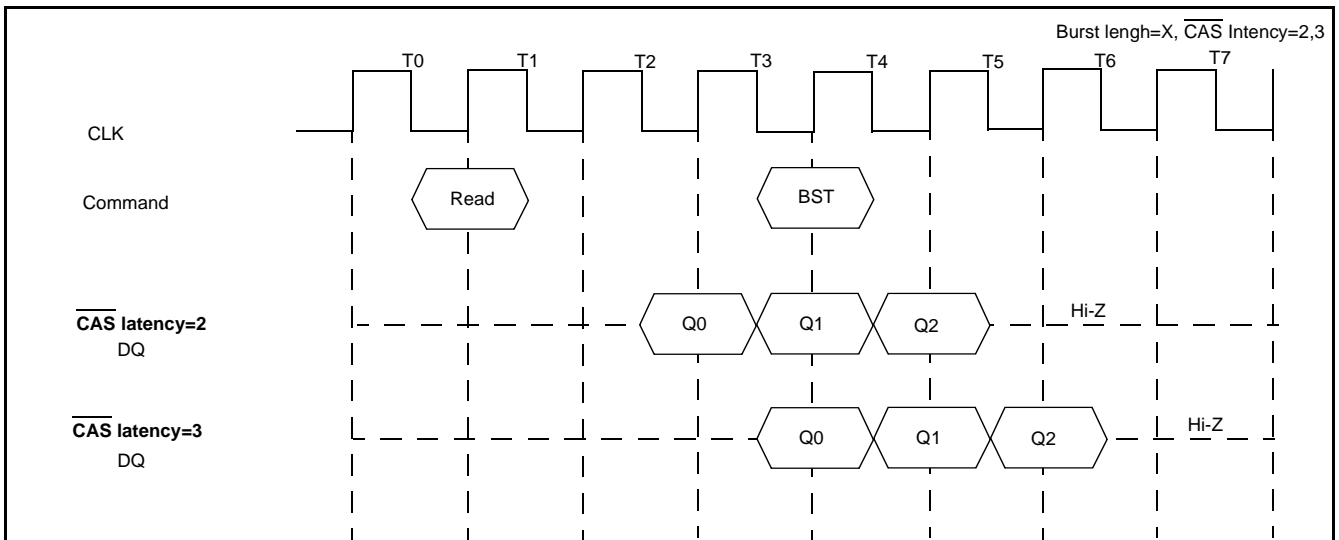 Burst lengh=X, CAS Intency=2,3
T0 T1 T2 T3 T4 T5 T6 T7
CLK
Command Read BST
CAS latency=2
DQ
Q0 Q1 Q2 Hi-Z
CAS latency=3
DQ
Q0 Q1 Q2 Hi-Z